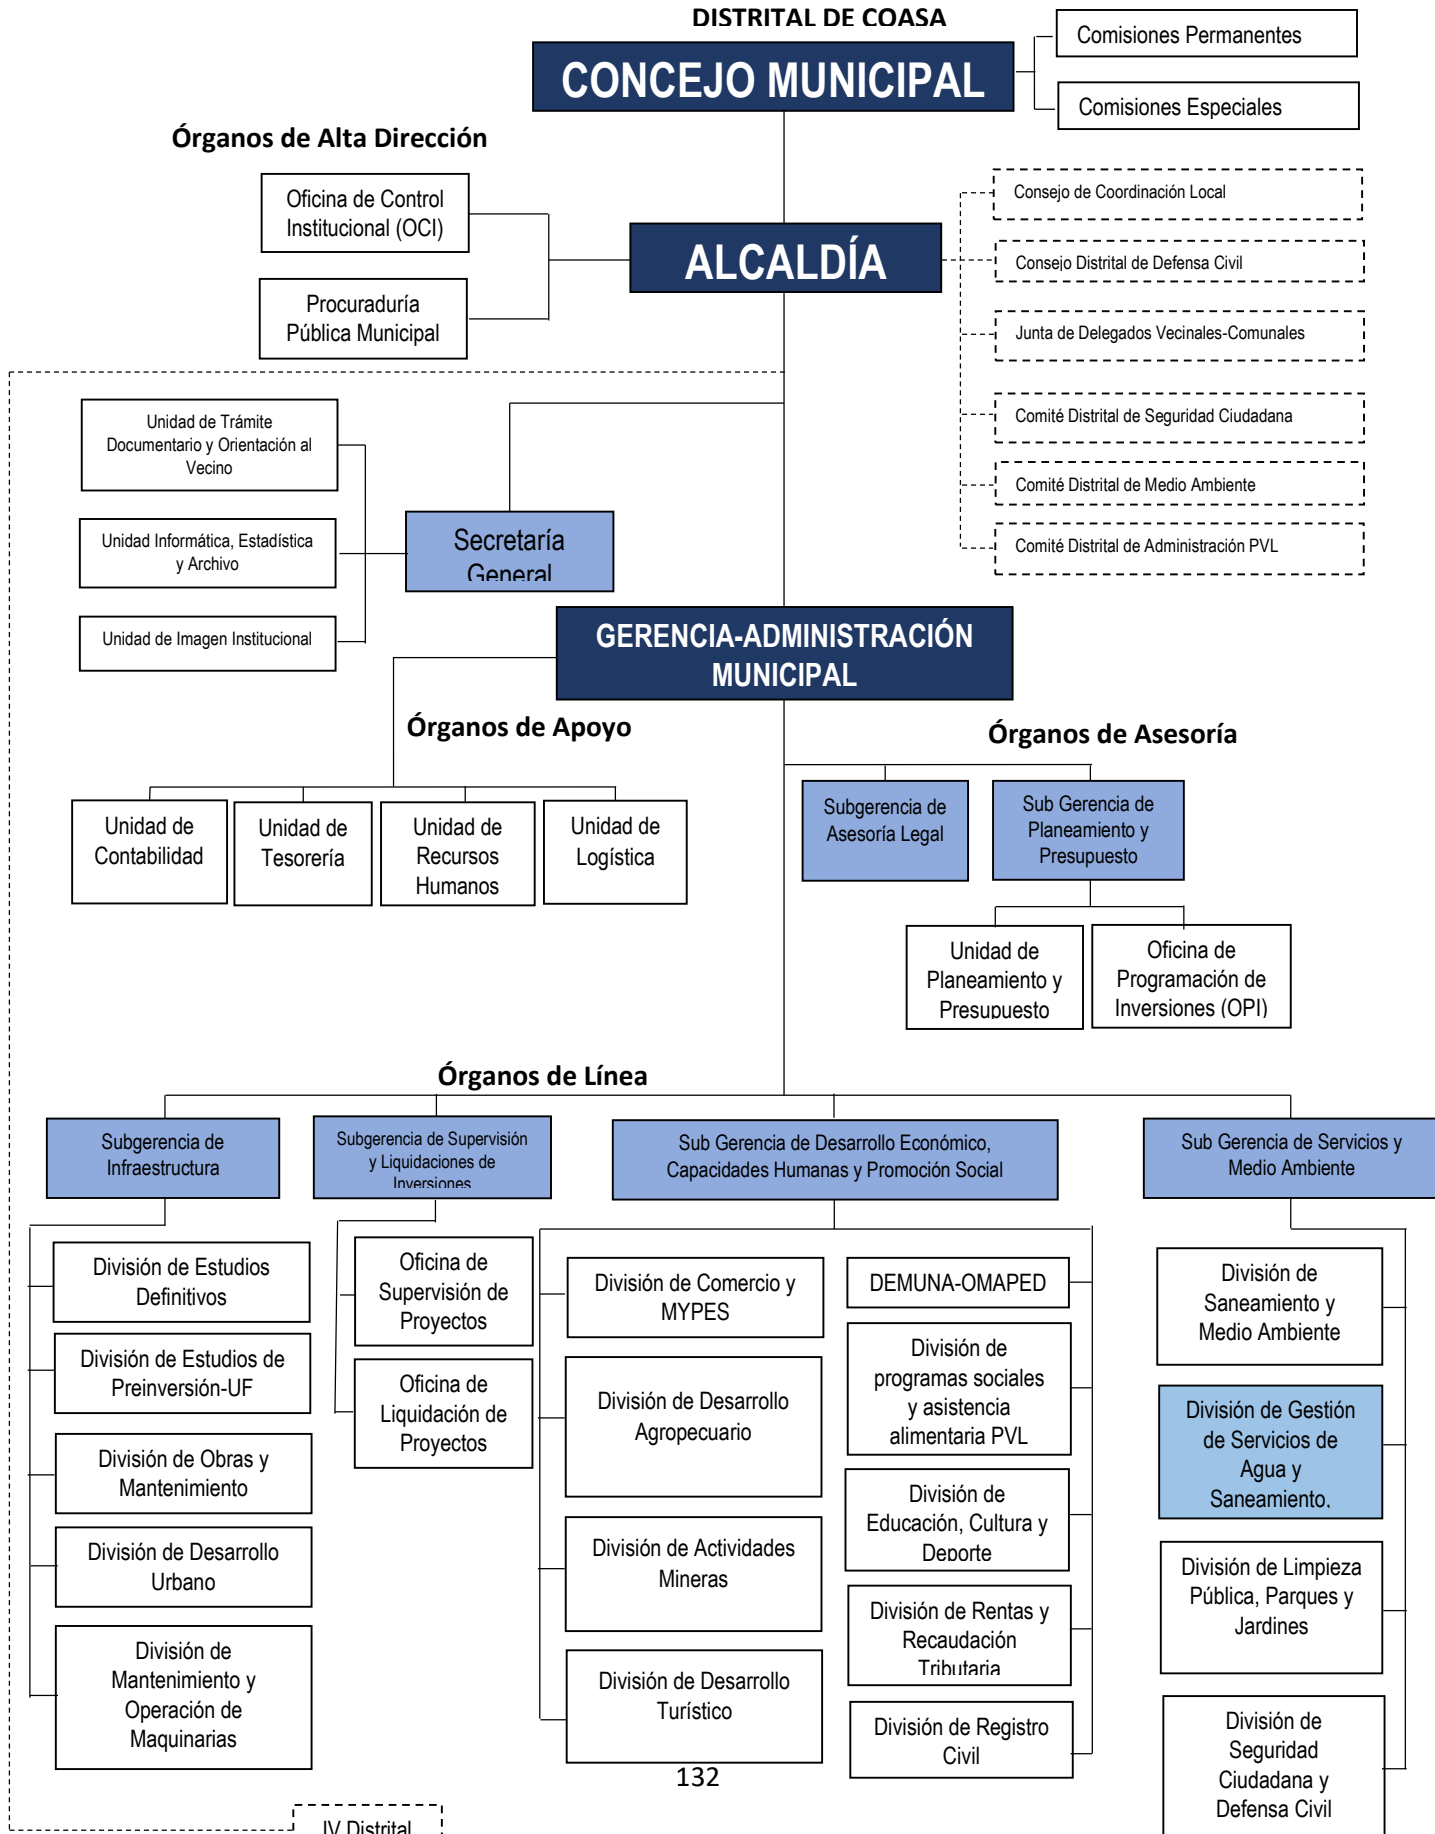 DISTRITAL DE COASA
CONCEJO MUNICIPAL
Comisiones Permanentes
Comisiones Especiales
Órganos de Alta Dirección
Oficina de Control
Institucional (OCI)
Procuraduría
Pública Municipal
ALCALDÍA
Consejo de Coordinación Local
Consejo Distrital de Defensa Civil
Junta de Delegados Vecinales-Comunales
Comité Distrital de Seguridad Ciudadana
Comité Distrital de Medio Ambiente
Comité Distrital de Administración PVL
Unidad de Trámite
Documentario y Orientación al
Vecino
Unidad Informática, Estadística
y Archivo
Unidad de Imagen Institucional
Secretaría
General
GERENCIA-ADMINISTRACIÓN
MUNICIPAL
Órganos de Apoyo
Órganos de Asesoría
Unidad de
Contabilidad
Unidad de
Tesorería
Unidad de
Recursos
Humanos
Unidad de
Logística
Subgerencia de
Asesoría Legal
Sub Gerencia de
Planeamiento y
Presupuesto
Unidad de
Planeamiento y
Presupuesto
Oficina de
Programación de
Inversiones (OPI)
Órganos de Línea
Subgerencia de
Infraestructura
Subgerencia de Supervisión
y Liquidaciones de
Inversiones
Sub Gerencia de Desarrollo Económico,
Capacidades Humanas y Promoción Social
Sub Gerencia de Servicios y
Medio Ambiente
División de Estudios
Definitivos
División de Estudios de
Preinversión-UF
División de Obras y
Mantenimiento
División de Desarrollo
Urbano
División de
Mantenimiento y
Operación de
Maquinarias
Oficina de
Supervisión de
Proyectos
Oficina de
Liquidación de
Proyectos
División de Comercio y
MYPES
División de Desarrollo
Agropecuario
División de Actividades
Mineras
División de Desarrollo
Turístico
DEMUNA-OMAPED
División de
programas sociales
y asistencia
alimentaria PVL
División de
Educación, Cultura y
Deporte
División de Rentas y
Recaudación
Tributaria
División de Registro
Civil
División de
Saneamiento y
Medio Ambiente
División de Gestión
de Servicios de
Agua y
Saneamiento.
División de Limpieza
Pública, Parques y
Jardines
División de
Seguridad
Ciudadana y
Defensa Civil
132
IV Distrital